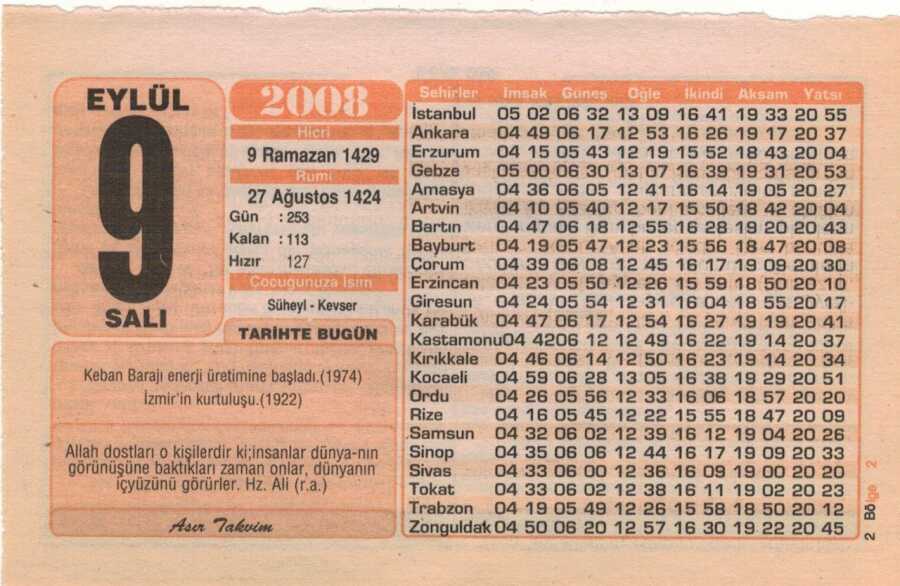 EYLÜL
9
SALI
2008
Hicri
9 Ramazan 1429
Rumi
27 Ağustos 1424
Gün : 253
Kalan : 113
Hızır 127
Çocuğunuza İsim
Süheyl - Kevser
TARİHTE BUGÜN
Keban Barajı enerji üretimine başladı.(1974)
İzmir'in kurtuluşu.(1922)
Allah dostları o kişilerdir ki;insanlar dünya-nın
görünüşüne baktıkları zaman onlar, dünyanın
içyüzünü görürler. Hz. Ali (r.a.)
Asır Takvim
Şehirler İmsak Güneş Öğle İkindi Akşam Yatsı
İstanbul 05 02 06 32 13 09 16 41 19 33 20 55
Ankara 04 49 06 17 12 53 16 26 19 17 20 37
Erzurum 04 15 05 43 12 19 15 52 18 43 20 04
Gebze 05 00 06 30 13 07 16 39 19 31 20 53
Amasya 04 36 06 05 12 41 16 14 19 05 20 27
Artvin 04 10 05 40 12 17 15 50 18 42 20 04
Bartın 04 47 06 18 12 55 16 28 19 20 20 43
Bayburt 04 19 05 47 12 23 15 56 18 47 20 08
Çorum 04 39 06 08 12 45 16 17 19 09 20 30
Erzincan 04 23 05 50 12 26 15 59 18 50 20 10
Giresun 04 24 05 54 12 31 16 04 18 55 20 17
Karabük 04 47 06 17 12 54 16 27 19 19 20 41
Kastamonu04 4206 12 12 49 16 22 19 14 20 37
Kırıkkale 04 46 06 14 12 50 16 23 19 14 20 34
Kocaeli 04 59 06 28 13 05 16 38 19 29 20 51
Ordu 04 26 05 56 12 33 16 06 18 57 20 20
Rize 04 16 05 45 12 22 15 55 18 47 20 09
Samsun 04 32 06 02 12 39 16 12 19 04 20 26
Sinop 04 35 06 06 12 44 16 17 19 09 20 33
Sivas 04 33 06 00 12 36 16 09 19 00 20 20
Tokat 04 33 06 02 12 38 16 11 19 02 20 23
Trabzon 04 19 05 49 12 26 15 58 18 50 20 12
Zonguldak 04 50 06 20 12 57 16 30 19 22 20 45
2 Bölge 2